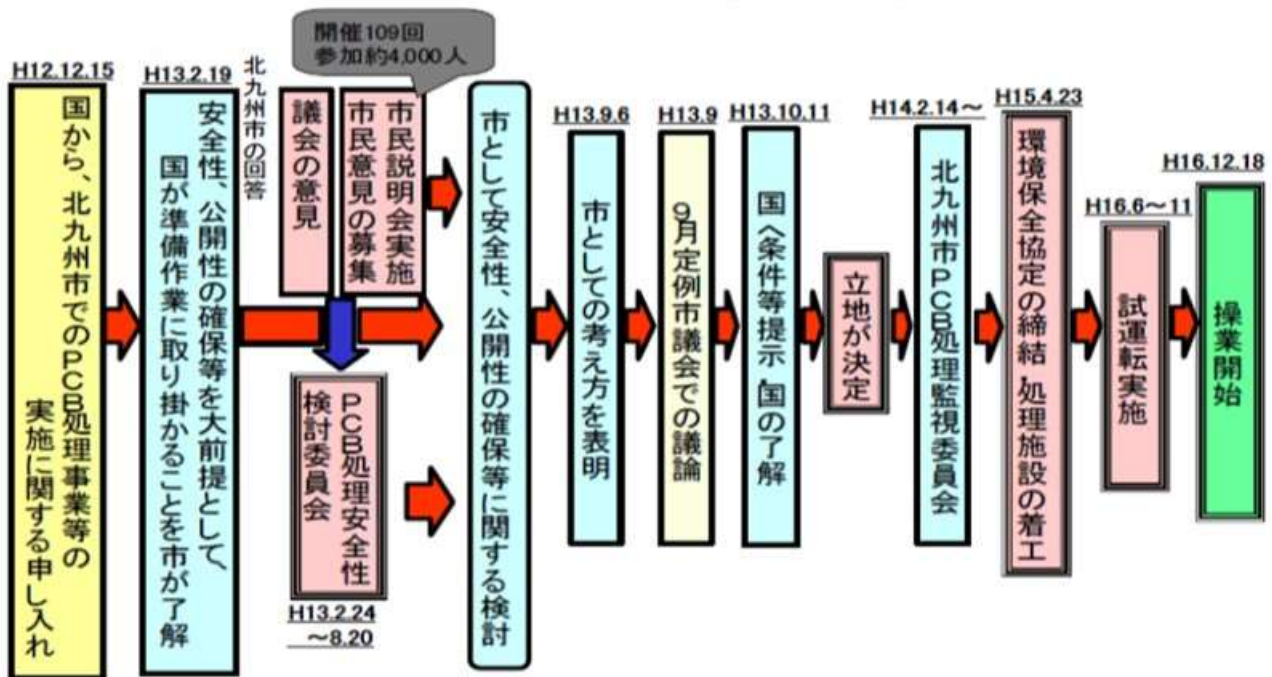 開催109回
参加約4,000人
H12.12.15
国から、北九州市でのPCB処理事業等の
実施に関する申し入れ
H13.2.19
北九州市の回答
安全性、公開性の確保等を大前提として、
国が準備作業に取り掛かることを市が了解
議会の意見
市民説明会実施
市民意見の募集
PCB処理安全性
検討委員会
H13.2.24
～8.20
市として安全性、公開性の確保等に関する検討
H13.9.6
市としての考え方を表明
H13.9
9月定例市議会での議論
H13.10.11
国へ条件等提示、国の了解
立地が決定
H14.2.14～
北九州市PCB処理監視委員会
H15.4.23
環境保全協定の締結、処理施設の着工
H16.6～11
試運転実施
H16.12.18
操業開始